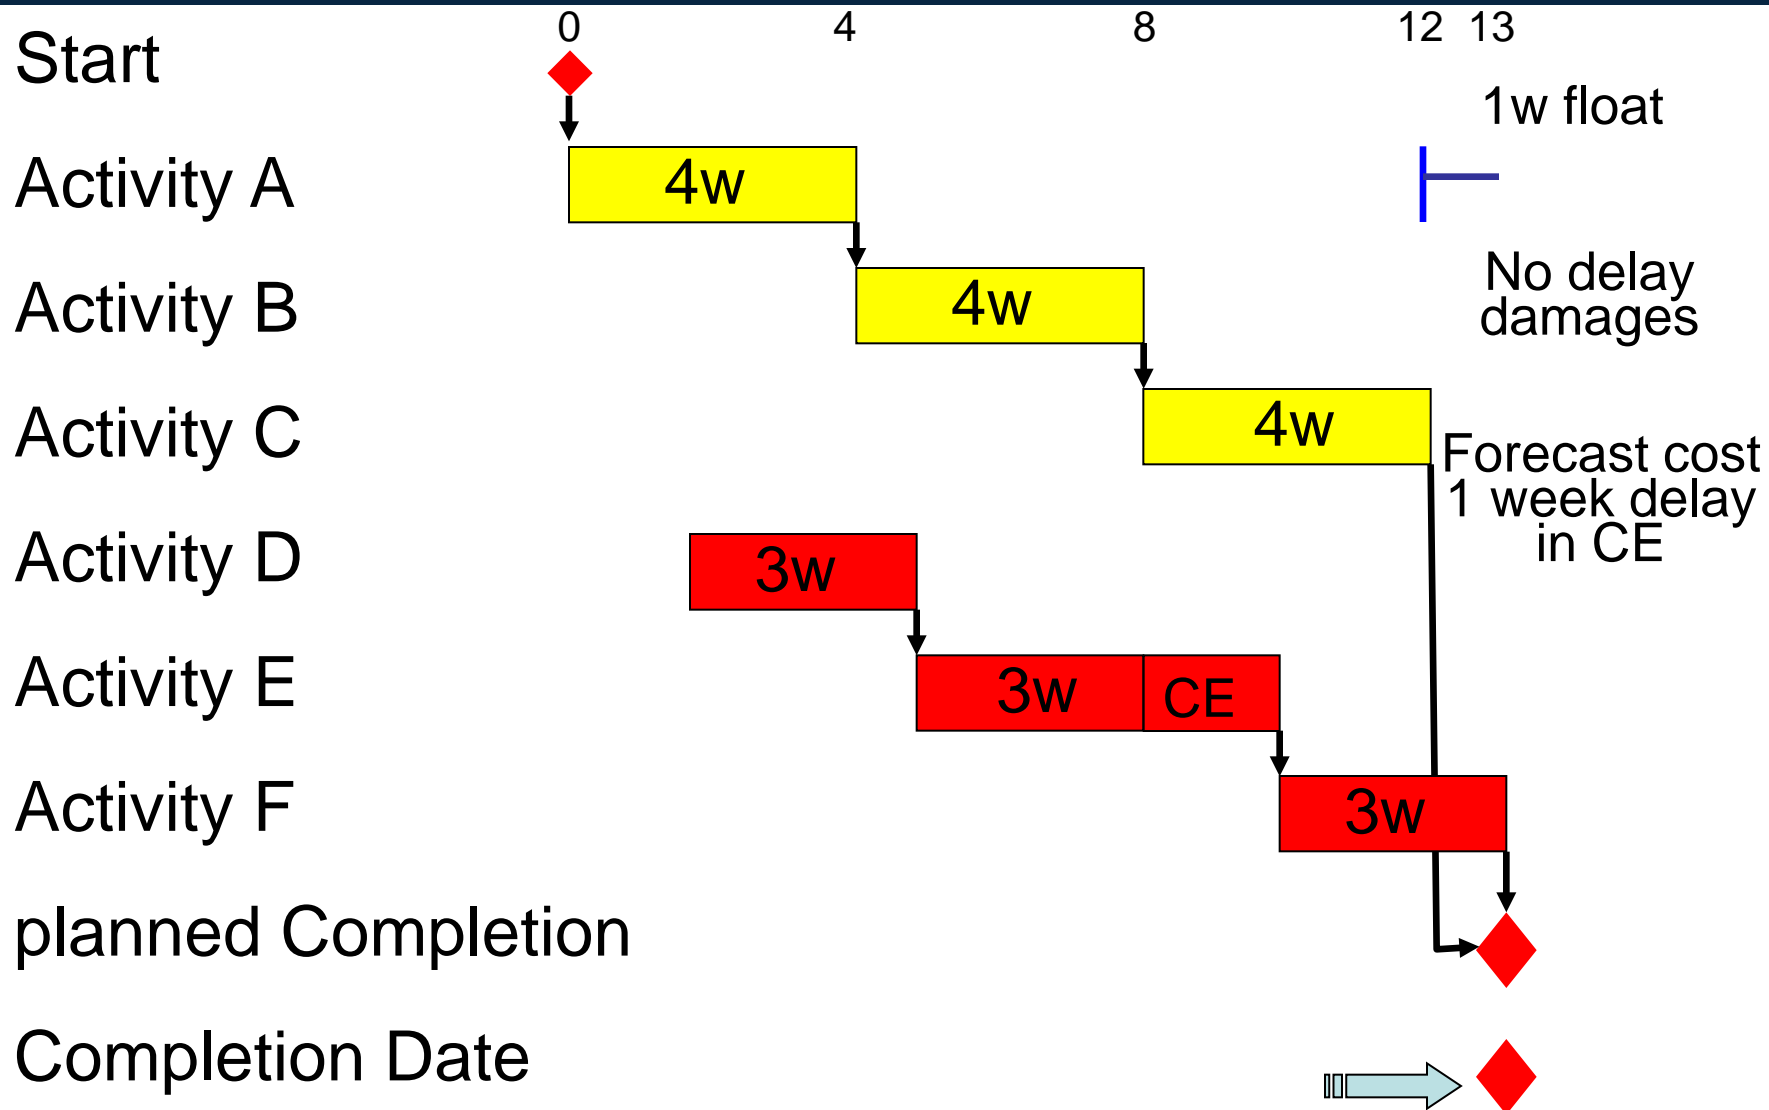 0 4 8 12 13
Start
1w float
Activity A 4w
Activity B 4w
No delay
damages
Activity C 4w
Forecast cost
1 week delay
in CE
Activity D 3w
Activity E 3w CE
Activity F 3w
planned Completion
Completion Date